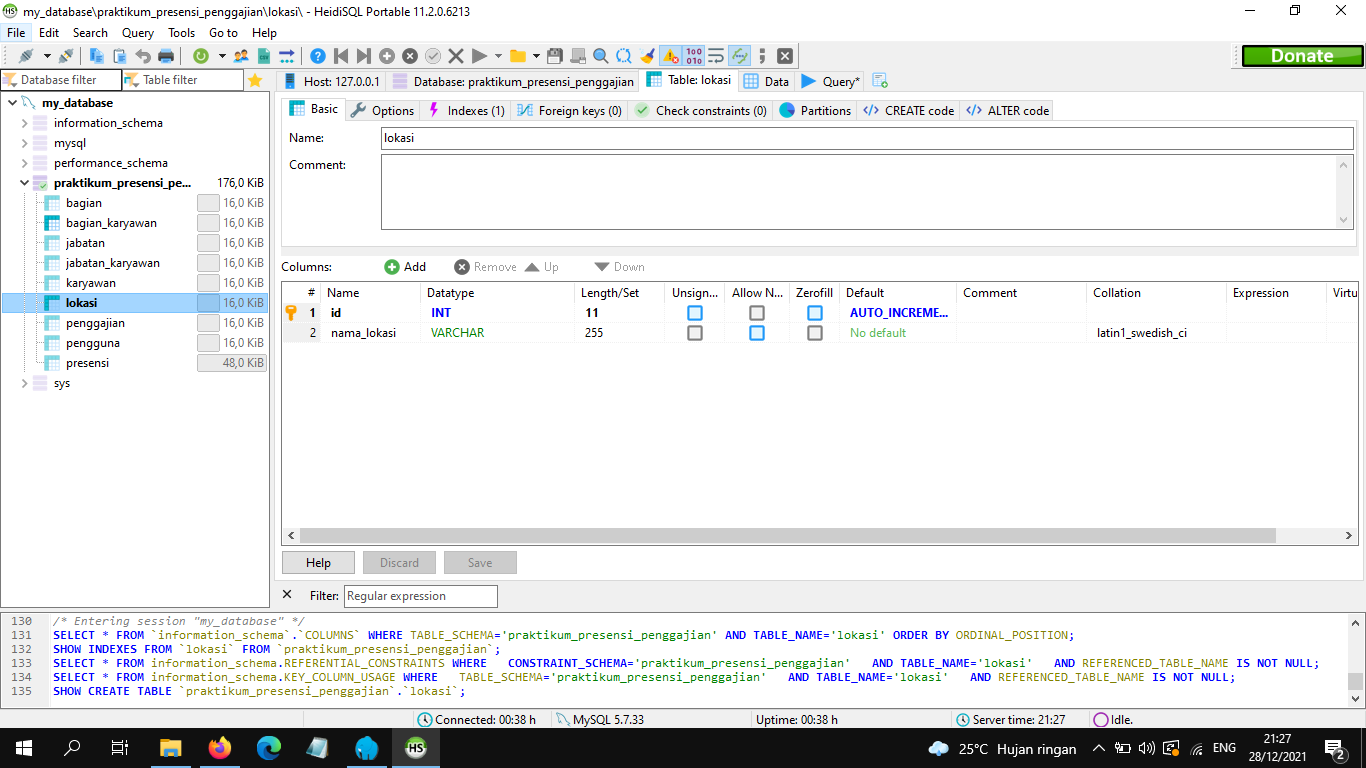 my_database\praktikum_presensi_penggajian\lokasi\ - HeidiSQL Portable 11.2.0.6213
File Edit Search Query Tools Go to Help
Donate
Database filter Table filter
Host: 127.0.0.1 Database: praktikum_presensi_penggajian Table: lokasi Data Query*
my_database
information_schema
mysql
performance_schema
praktikum_presensi_pe... 176,0 KiB
bagian 16,0 KiB
bagian_karyawan 16,0 KiB
jabatan 16,0 KiB
jabatan_karyawan 16,0 KiB
karyawan 16,0 KiB
lokasi 16,0 KiB
penggajian 16,0 KiB
pengguna 16,0 KiB
presensi 48,0 KiB
sys
Basic Options Indexes (1) Foreign keys (0) Check constraints (0) Partitions CREATE code ALTER code
Name: lokasi
Comment:
Columns: Add Remove Up Down
# Name Datatype Length/Set Unsign... Allow N... Zerofill Default Comment Collation Expression Virtu
1 id INT 11 AUTO_INCREME...
2 nama_lokasi VARCHAR 255 No default latin1_swedish_ci
Help Discard Save
Filter: Regular expression
130 /* Entering session "my_database" */
131 SELECT * FROM `information_schema`.`COLUMNS` WHERE TABLE_SCHEMA='praktikum_presensi_penggajian' AND TABLE_NAME='lokasi' ORDER BY ORDINAL_POSITION;
132 SHOW INDEXES FROM `lokasi` FROM `praktikum_presensi_penggajian`;
133 SELECT * FROM information_schema.REFERENTIAL_CONSTRAINTS WHERE   CONSTRAINT_SCHEMA='praktikum_presensi_penggajian'   AND TABLE_NAME='lokasi'   AND REFERENCED_TABLE_NAME IS NOT NULL;
134 SELECT * FROM information_schema.KEY_COLUMN_USAGE WHERE   TABLE_SCHEMA='praktikum_presensi_penggajian'   AND TABLE_NAME='lokasi'   AND REFERENCED_TABLE_NAME IS NOT NULL;
135 SHOW CREATE TABLE `praktikum_presensi_penggajian`.`lokasi`;
Connected: 00:38 h MySQL 5.7.33 Uptime: 00:38 h Server time: 21:27 Idle.
HS 25°C Hujan ringan ENG 21:27
28/12/2021 2